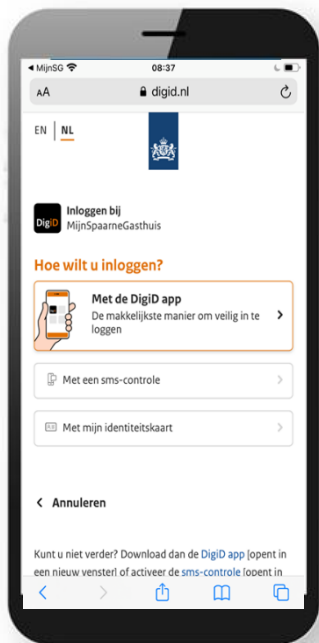 ◀ MijnSG
08:37
AA
digid.nl
EN | NL
DigiD
Inloggen bij
MijnSpaarneGasthuis
Hoe wilt u inloggen?
Met de DigiD app
De makkelijkste manier om veilig in te
loggen
Met een sms-controle
Met mijn identiteitskaart
Annuleren
Kunt u niet verder? Download dan de DigiD app [opent in
een nieuw venster] of activeer de sms-controle [opent in